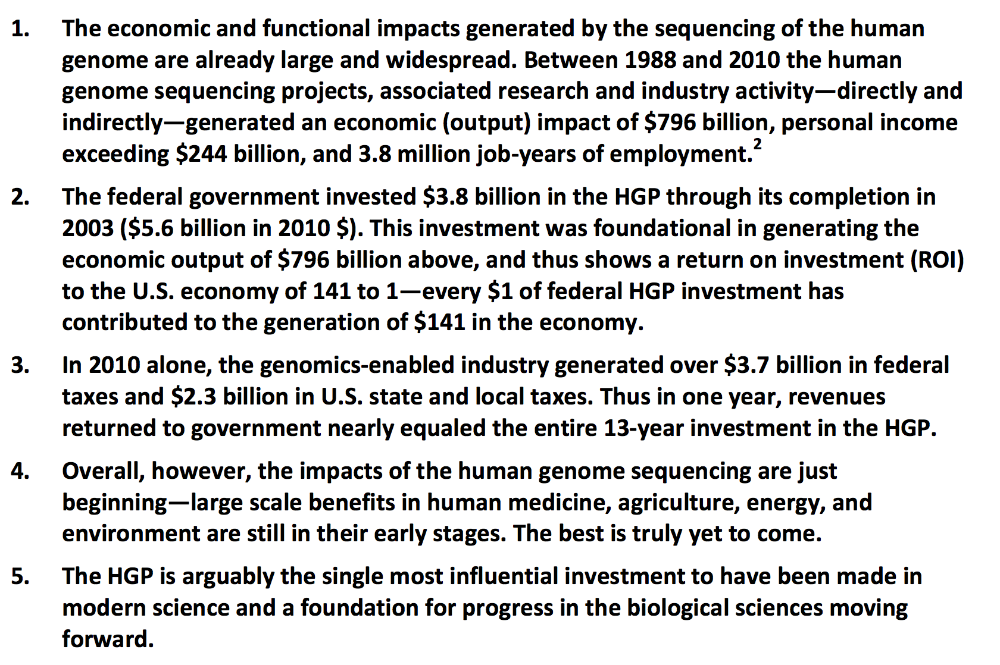 1. The economic and functional impacts generated by the sequencing of the human
genome are already large and widespread. Between 1988 and 2010 the human
genome sequencing projects, associated research and industry activity—directly and
indirectly—generated an economic (output) impact of $796 billion, personal income
exceeding $244 billion, and 3.8 million job-years of employment.²
2. The federal government invested $3.8 billion in the HGP through its completion in
2003 ($5.6 billion in 2010 $). This investment was foundational in generating the
economic output of $796 billion above, and thus shows a return on investment (ROI)
to the U.S. economy of 141 to 1—every $1 of federal HGP investment has
contributed to the generation of $141 in the economy.
3. In 2010 alone, the genomics-enabled industry generated over $3.7 billion in federal
taxes and $2.3 billion in U.S. state and local taxes. Thus in one year, revenues
returned to government nearly equaled the entire 13-year investment in the HGP.
4. Overall, however, the impacts of the human genome sequencing are just
beginning—large scale benefits in human medicine, agriculture, energy, and
environment are still in their early stages. The best is truly yet to come.
5. The HGP is arguably the single most influential investment to have been made in
modern science and a foundation for progress in the biological sciences moving
forward.